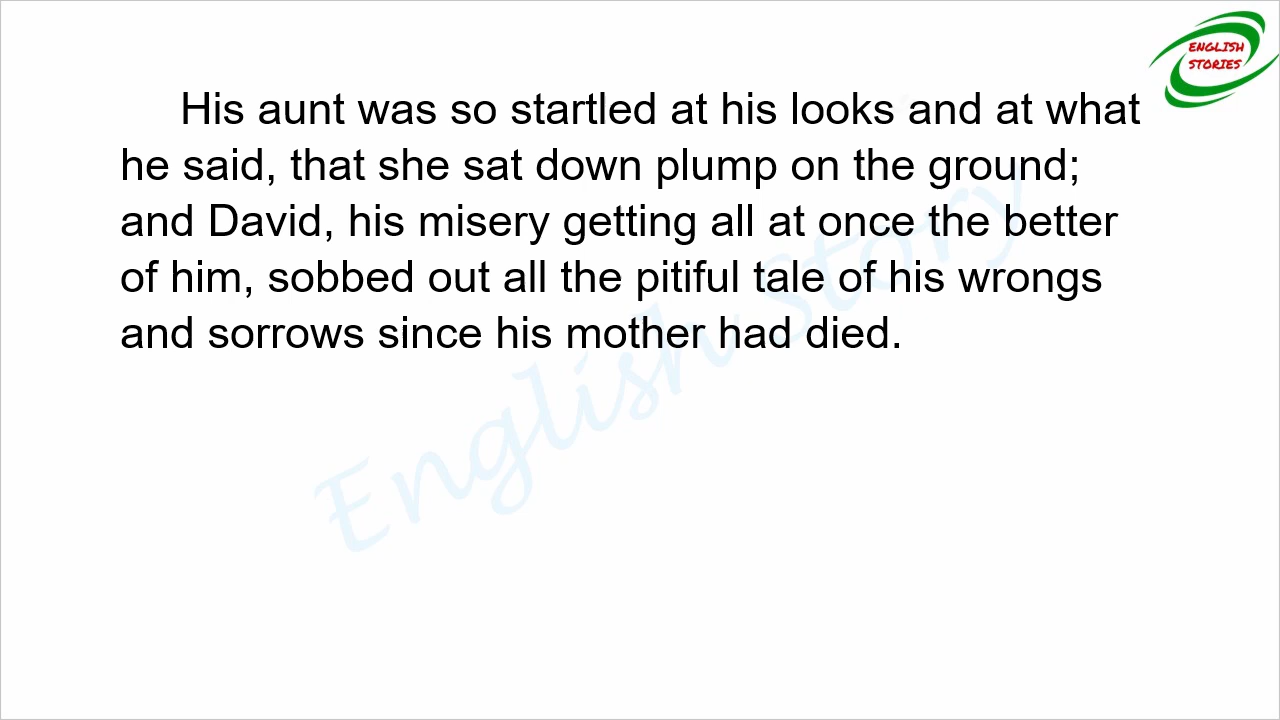 ENGLISH
STORIES
His aunt was so startled at his looks and at what
he said, that she sat down plump on the ground;
and David, his misery getting all at once the better
of him, sobbed out all the pitiful tale of his wrongs
and sorrows since his mother had died.
English Story